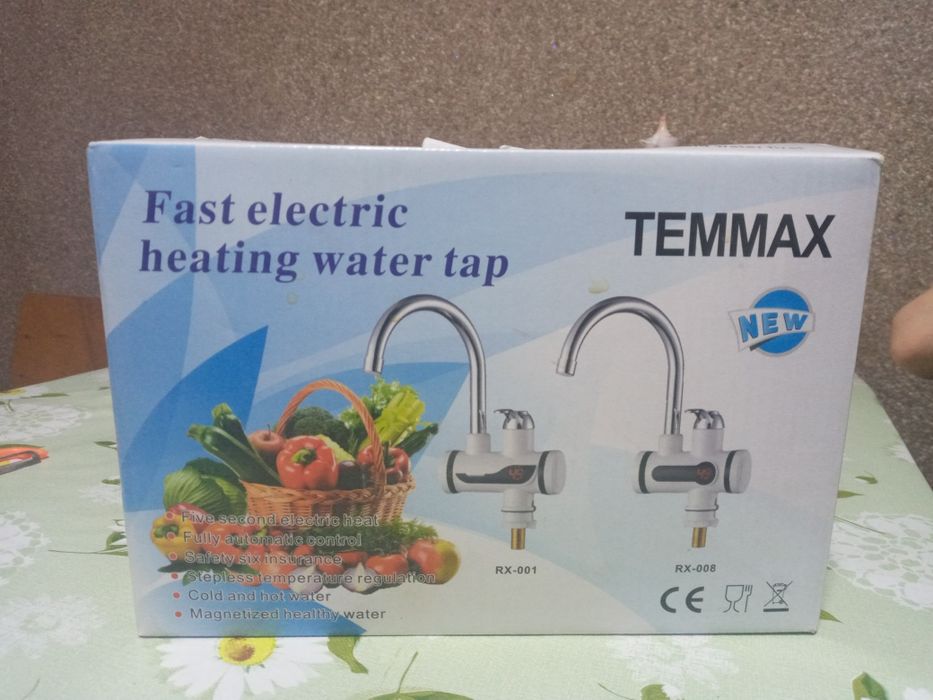 Fast electric
heating water tap
TEMMAX
NEW
Five second electric heat
Fully automatic control
Safety six insurance
Stepless temperature regulation
Cold and hot water
Magnetized healthy water
RX-001
RX-008
CE